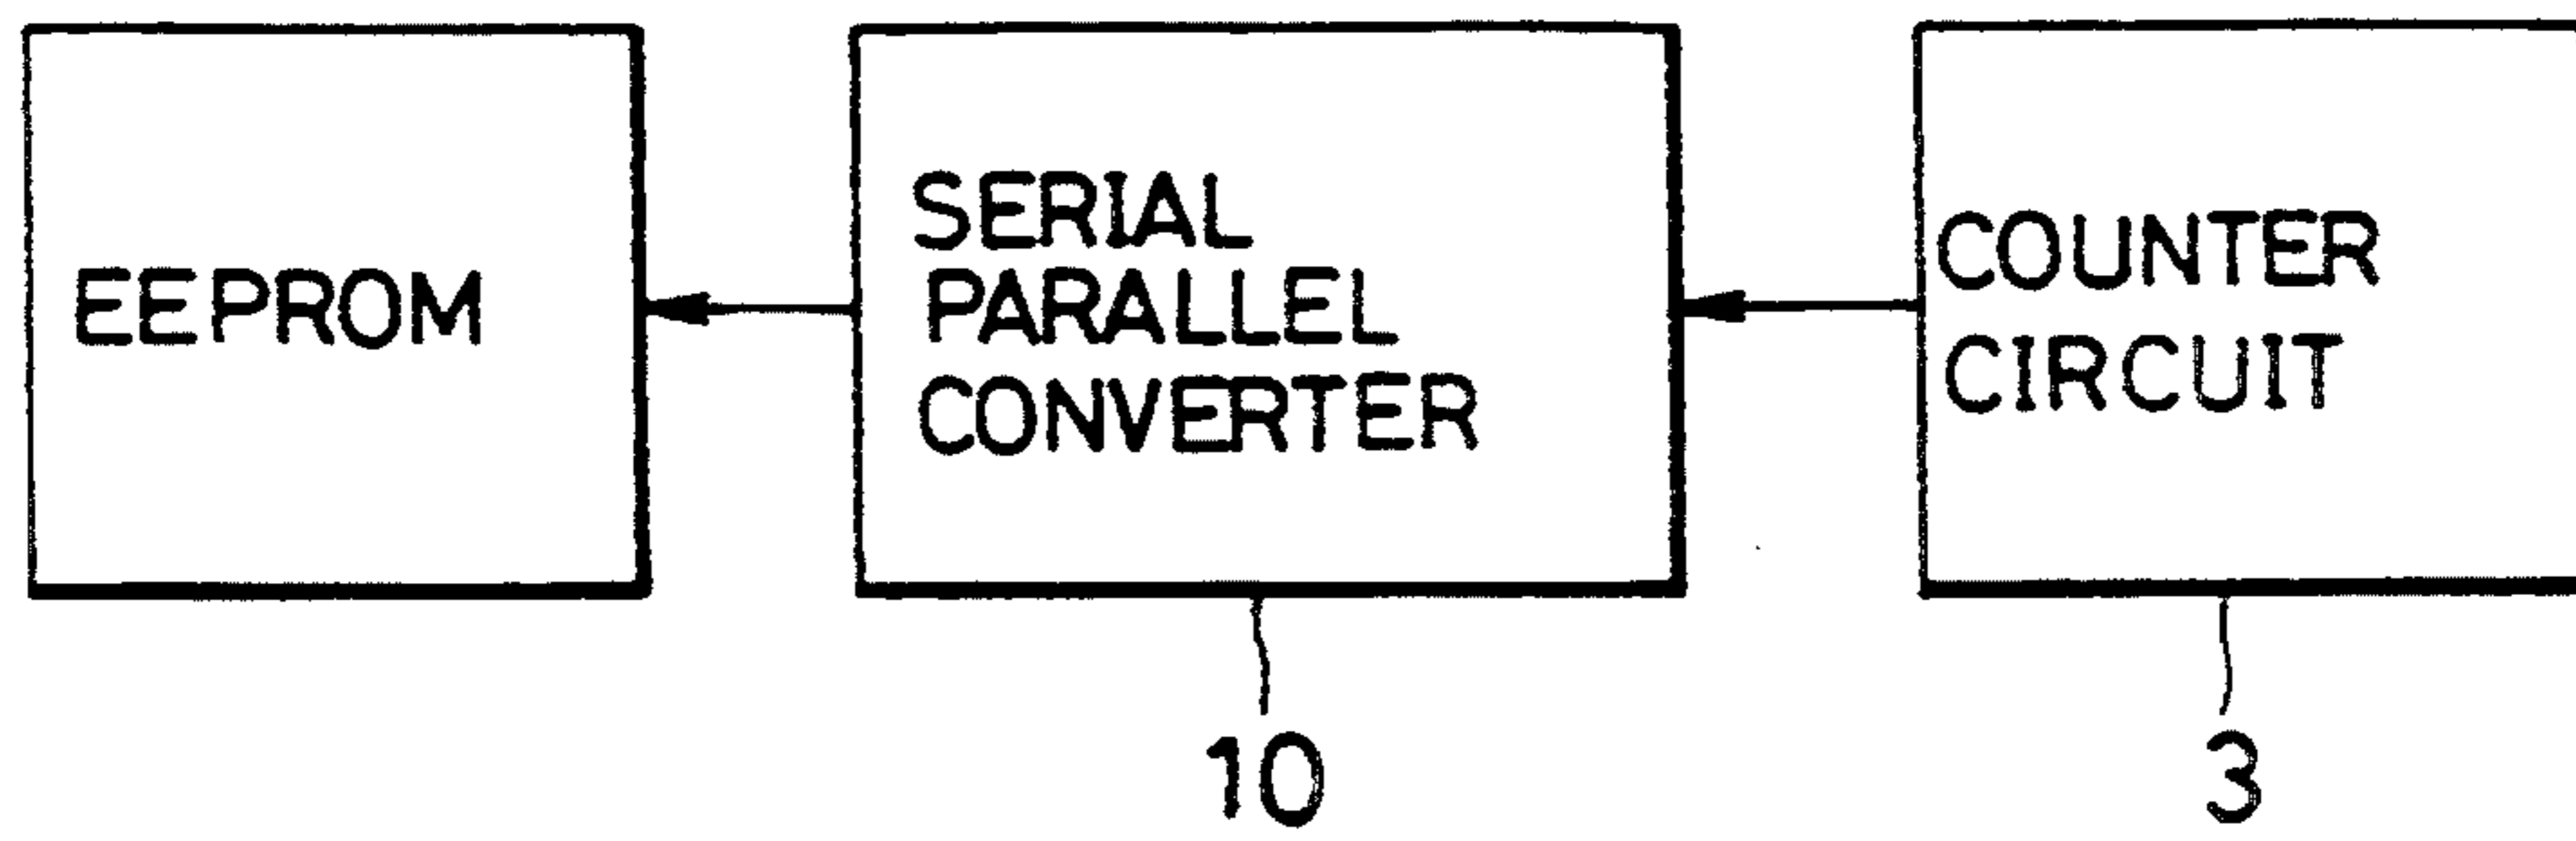 EEPROM
SERIAL
PARALLEL
CONVERTER
COUNTER
CIRCUIT
10
3